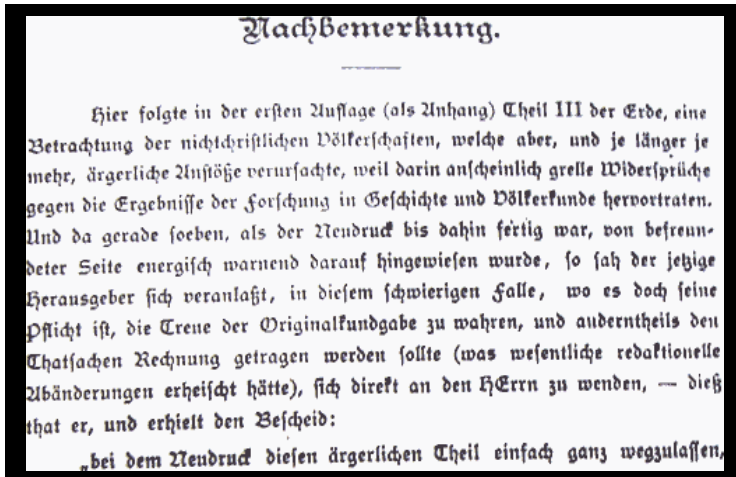 Nachbemerkung.
Hier folgte in der ersten Auflage (als Anhang) Theil III der Erde, eine
Betrachtung der nichtchristlichen Völkerschaften, welche aber, und je länger je
mehr, ärgerliche Anstöße verursachte, weil darin anscheinlich grelle Widersprüche
gegen die Ergebnisse der Forschung in Geschichte und Völkerkunde hervortraten.
Und da gerade soeben, als der Neudruck bis dahin fertig war, von befreun-
deter Seite energisch warnend darauf hingewiesen wurde, so sah der jetzige
Herausgeber sich veranlaßt, in diesem schwierigen Falle, wo es doch seine
Pflicht ist, die Treue der Originalkundgabe zu wahren, und anderntheils den
Thatsachen Rechnung getragen werden sollte (was wesentliche redaktionelle
Abänderungen erheischt hätte), sich direkt an den HErrn zu wenden, — dieß
that er, und erhielt den Bescheid:
„bei dem Neudruck diesen ärgerlichen Theil einfach ganz wegzulassen,